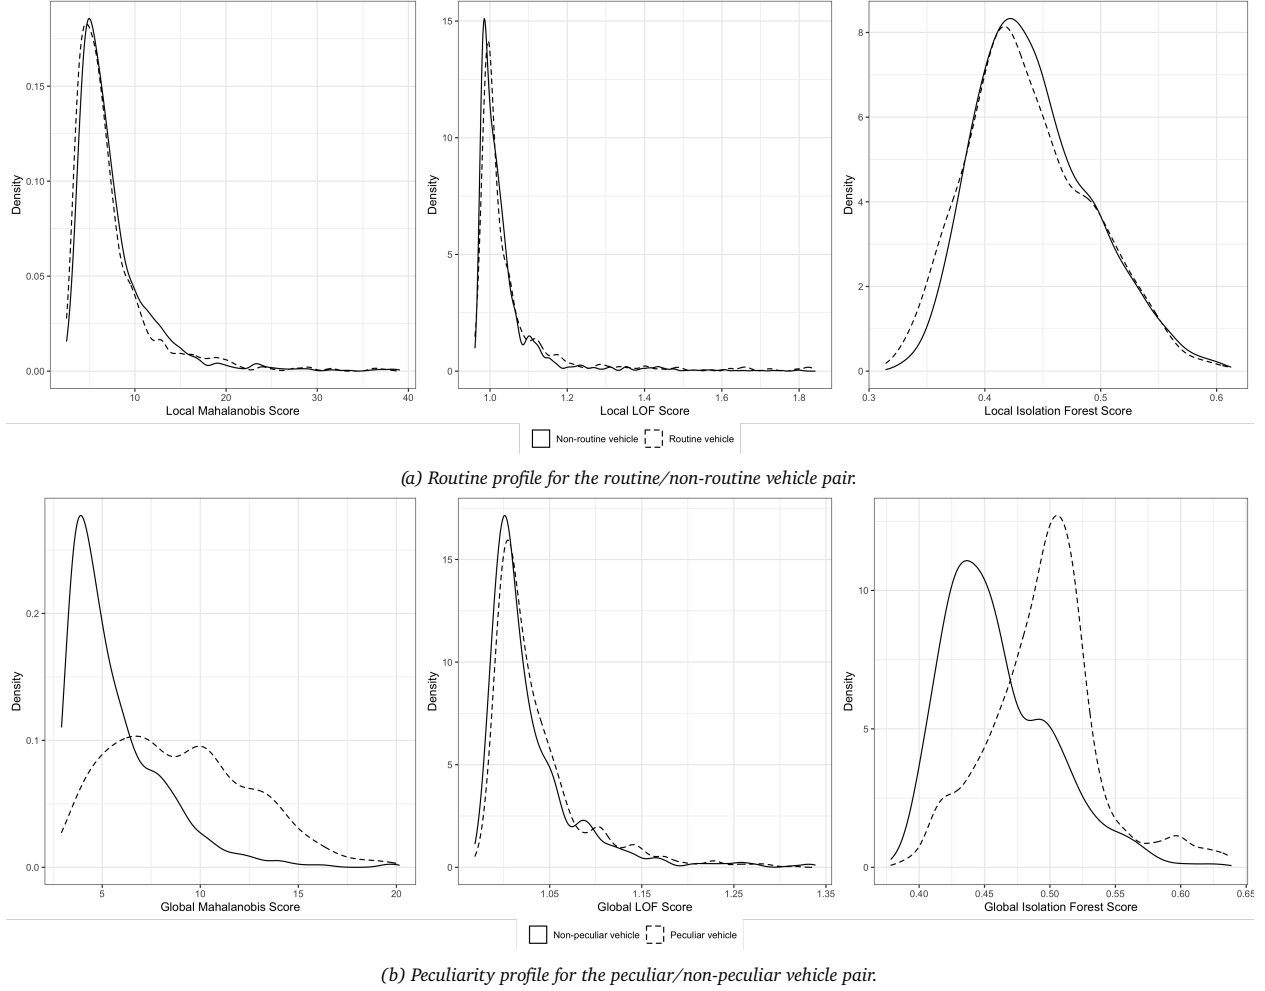 0.15
0.10
0.05
0.00
Density
10 20 30 40
Local Mahalanobis Score
15
10
5
0
Density
1.0 1.2 1.4 1.6 1.8
Local LOF Score
8
6
4
2
0
Density
0.3 0.4 0.5 0.6
Local Isolation Forest Score
Non-routine vehicle Routine vehicle
(a) Routine profile for the routine/non-routine vehicle pair.
0.2
0.1
0.0
Density
5 10 15 20
Global Mahalanobis Score
15
10
5
0
Density
1.05 1.15 1.25 1.35
Global LOF Score
10
5
0
Density
0.40 0.45 0.50 0.55 0.60 0.65
Global Isolation Forest Score
Non-peculiar vehicle Peculiar vehicle
(b) Peculiarity profile for the peculiar/non-peculiar vehicle pair.